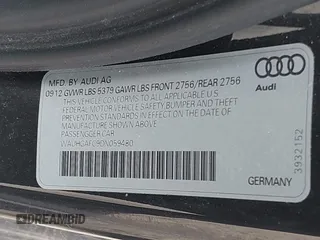 MFD. BY AUDI AG
0912 GVWR LBS 5379 GAWR LBS FRONT 2756/REAR 2756
THIS VEHICLE CONFORMS TO ALL APPLICABLE
FEDERAL MOTOR VEHICLE SAFETY, BUMPER AND THEFT
PREVENTION STANDARDS IN EFFECT ON THE DATE OF
MANUFACTURE SHOWN ABOVE
PASSENGER CAR
WAUHGAFC9DN059480
Audi
3932152
GERMANY
DREAMBID